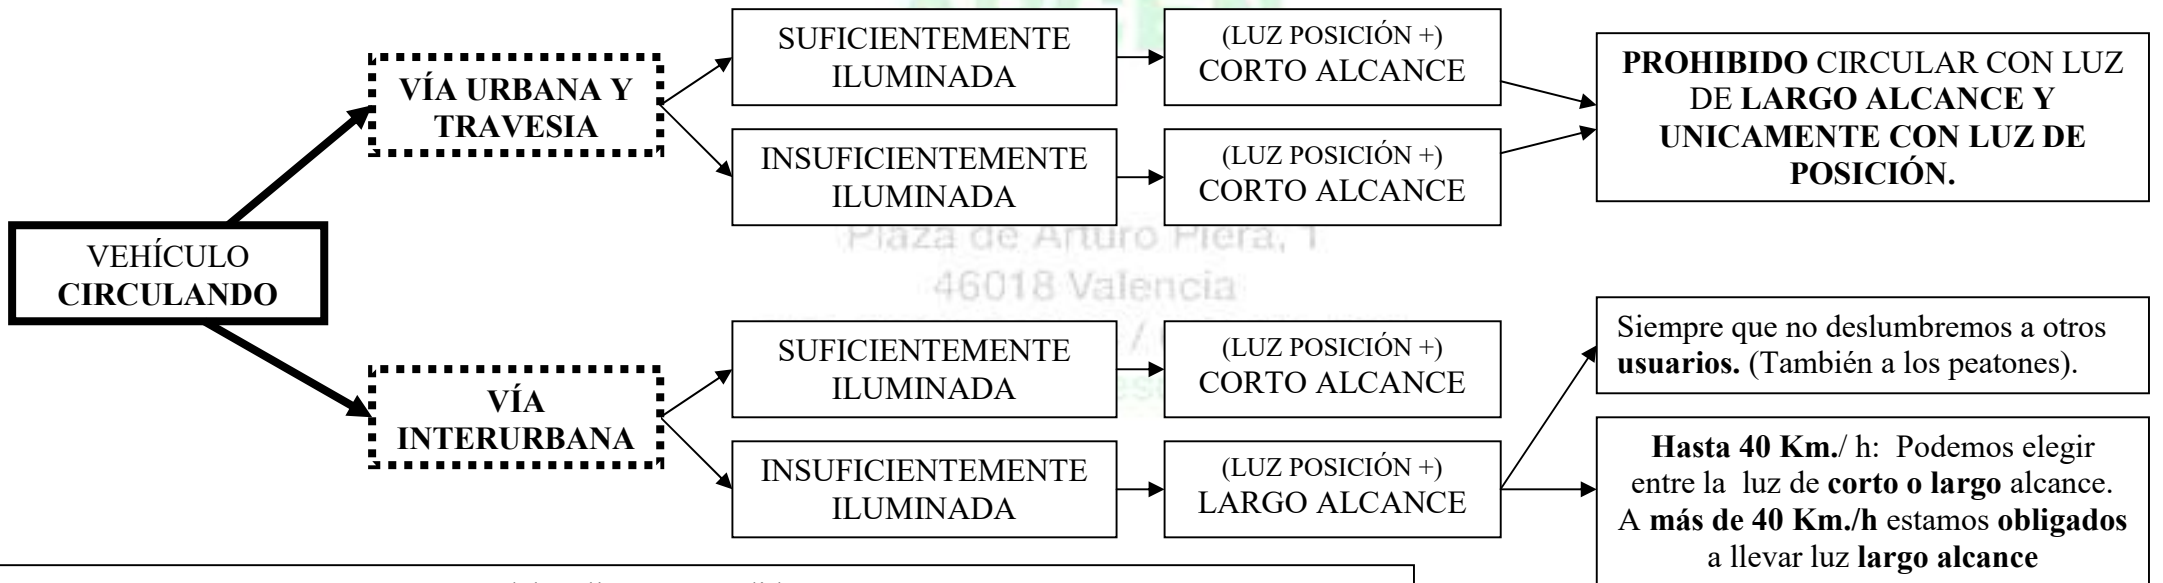 SUFICIENTEMENTE
ILUMINADA
(LUZ POSICIÓN +)
CORTO ALCANCE
VÍA URBANA Y
TRAVESIA
PROHIBIDO CIRCULAR CON LUZ
DE LARGO ALCANCE Y
UNICAMENTE CON LUZ DE
POSICIÓN.
INSUFICIENTEMENTE
ILUMINADA
(LUZ POSICIÓN +)
CORTO ALCANCE
VEHÍCULO
CIRCULANDO
Plaza de Arturo Piera, 1
46018 Valencia
SUFICIENTEMENTE
ILUMINADA
(LUZ POSICIÓN +)
CORTO ALCANCE
Siempre que no deslumbremos a otros
usuarios. (También a los peatones).
VÍA
INTERURBANA
INSUFICIENTEMENTE
ILUMINADA
(LUZ POSICIÓN +)
LARGO ALCANCE
Hasta 40 Km./ h: Podemos elegir
entre la luz de corto o largo alcance.
A más de 40 Km./h estamos obligados
a llevar luz largo alcance